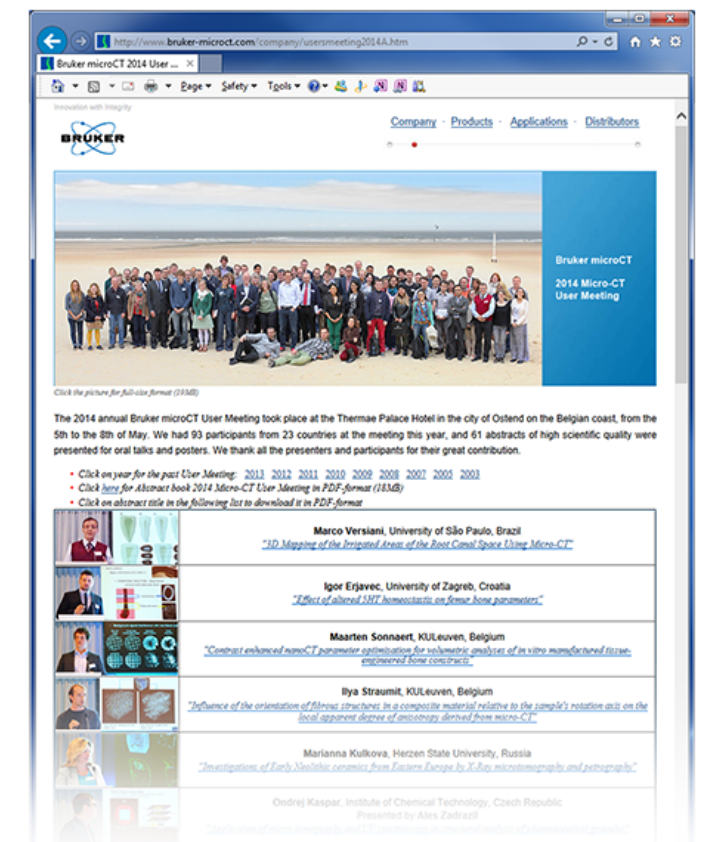 http://www.bruker-microct.com/company/usersmeeting2014A.htm
Bruker microCT 2014 User ...
Page Safety Tools
Innovation with Integrity
BRUKER
Company · Products · Applications · Distributors
Bruker microCT
2014 Micro-CT
User Meeting
Click the picture for full-size format (19MB)
The 2014 annual Bruker microCT User Meeting took place at the Thermae Palace Hotel in the city of Ostend on the Belgian coast, from the
5th to the 8th of May. We had 93 participants from 23 countries at the meeting this year, and 61 abstracts of high scientific quality were
presented for oral talks and posters. We thank all the presenters and participants for their great contribution.
• Click on year for the past User Meeting: 2013 2012 2011 2010 2009 2008 2007 2005 2003
• Click here for Abstract book 2014 Micro-CT User Meeting in PDF-format (18MB)
• Click on abstract title in the following list to download it in PDF-format
Marco Versiani, University of São Paulo, Brazil
"3D Mapping of the Irrigated Areas of the Root Canal Space Using Micro-CT"
Igor Erjavec, University of Zagreb, Croatia
"Effect of altered 5HT homeostastis on femur bone parameters"
Maarten Sonnaert, KULeuven, Belgium
"Contrast enhanced nanoCT parameter optimisation for volumetric analyses of in vitro manufactured tissue-
engineered bone constructs"
Ilya Straumit, KULeuven, Belgium
"Influence of the orientation of fibrous structures in a composite material relative to the sample's rotation axis on the
local apparent degree of anisotropy derived from micro-CT"
Marianna Kulkova, Herzen State University, Russia
"Investigations of Early Neolithic ceramics from Eastern Europe by X-Ray microtomography and petrography"
Ondrej Kaspar, Institute of Chemical Technology, Czech Republic
Presented by Ales Zadrazil